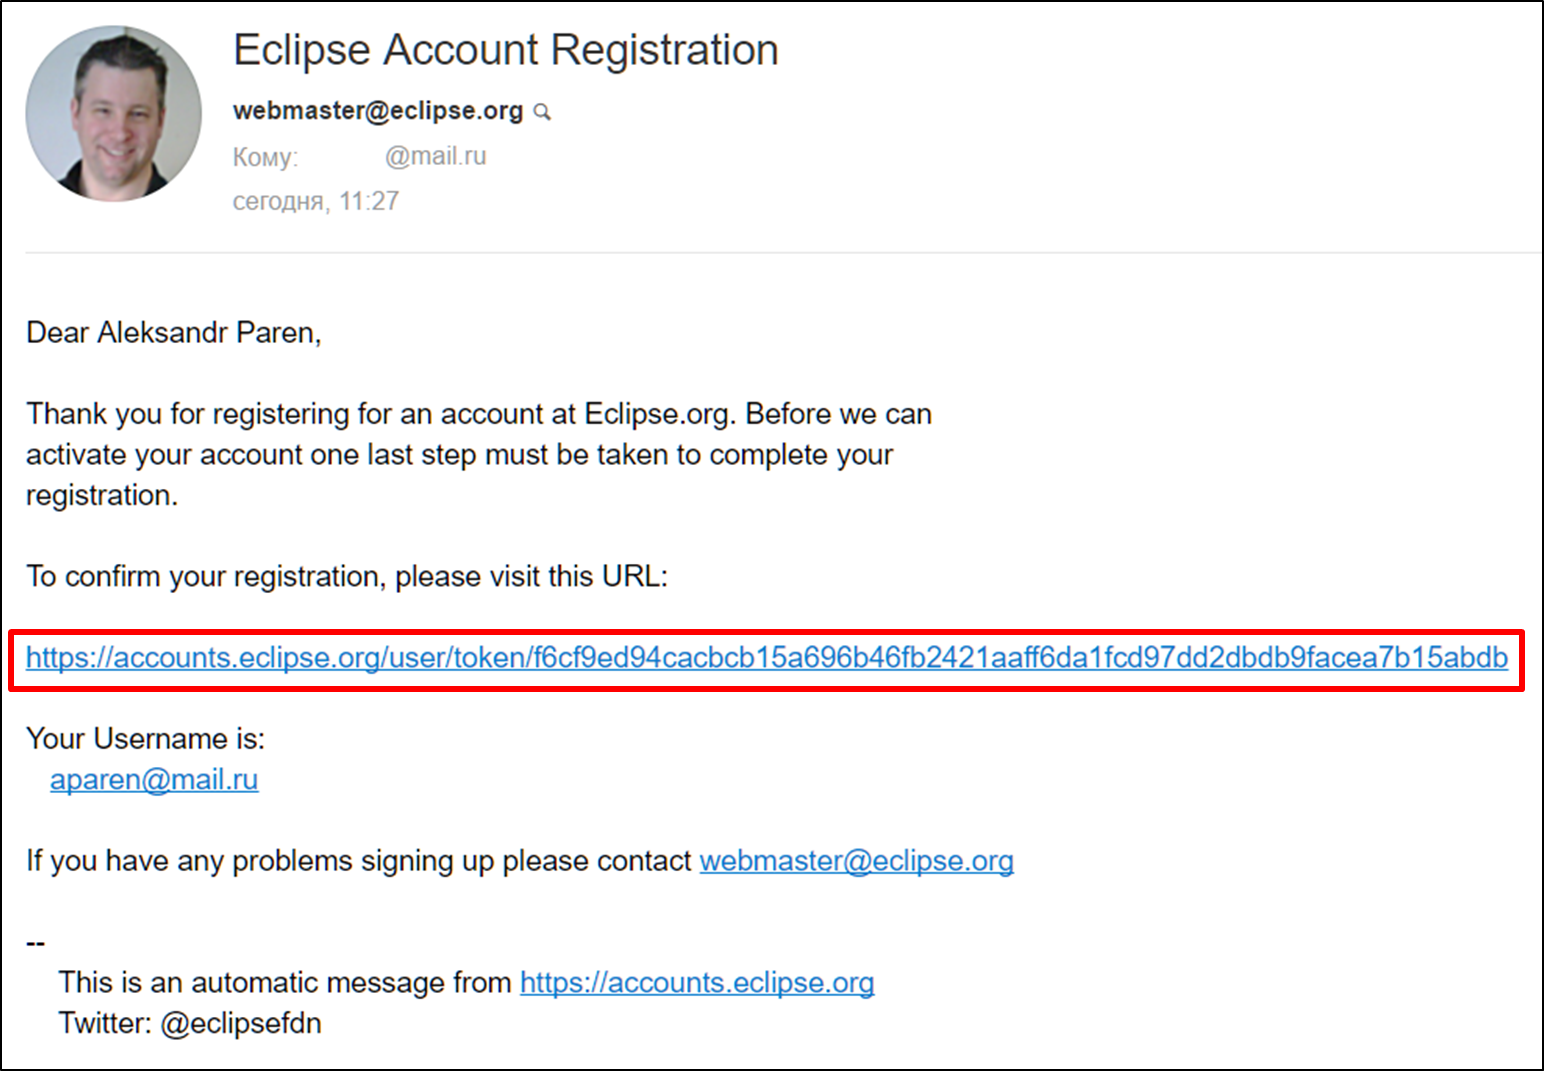 Eclipse Account Registration
webmaster@eclipse.org
Кому: @mail.ru
сегодня, 11:27
Dear Aleksandr Paren,
Thank you for registering for an account at Eclipse.org. Before we can
activate your account one last step must be taken to complete your
registration.
To confirm your registration, please visit this URL:
https://accounts.eclipse.org/user/token/f6cf9ed94cacbcb15a696b46fb2421aaff6da1fcd97dd2dbdb9facea7b15abdb
Your Username is:
aparen@mail.ru
If you have any problems signing up please contact webmaster@eclipse.org
--
This is an automatic message from https://accounts.eclipse.org
Twitter: @eclipsefdn